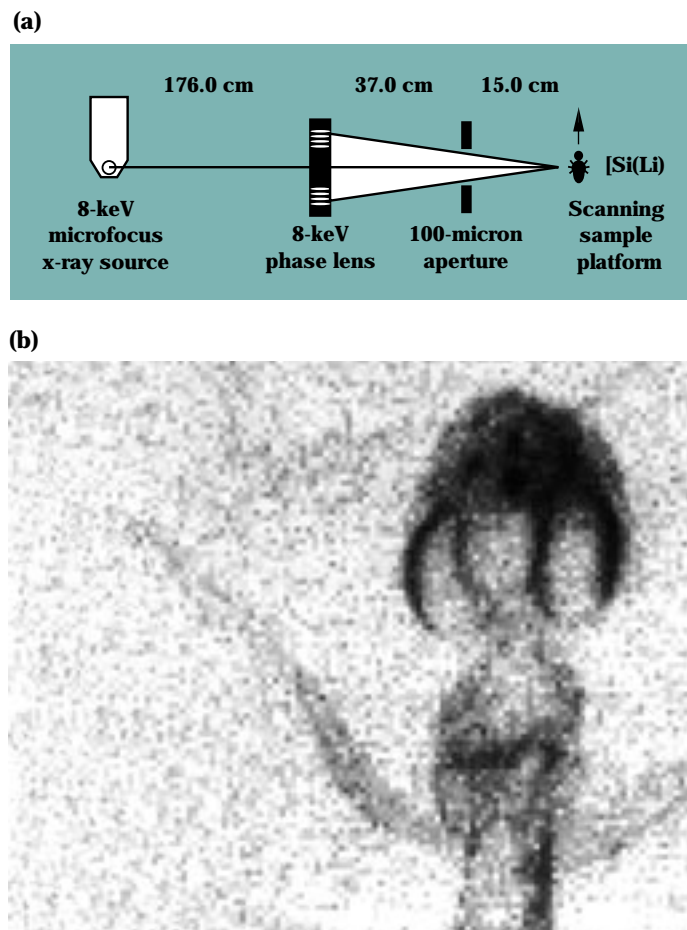 (a)
176.0 cm 37.0 cm 15.0 cm
[Si(Li)
8-keV
microfocus
x-ray source
8-keV
phase lens
100-micron
aperture
Scanning
sample
platform
(b)